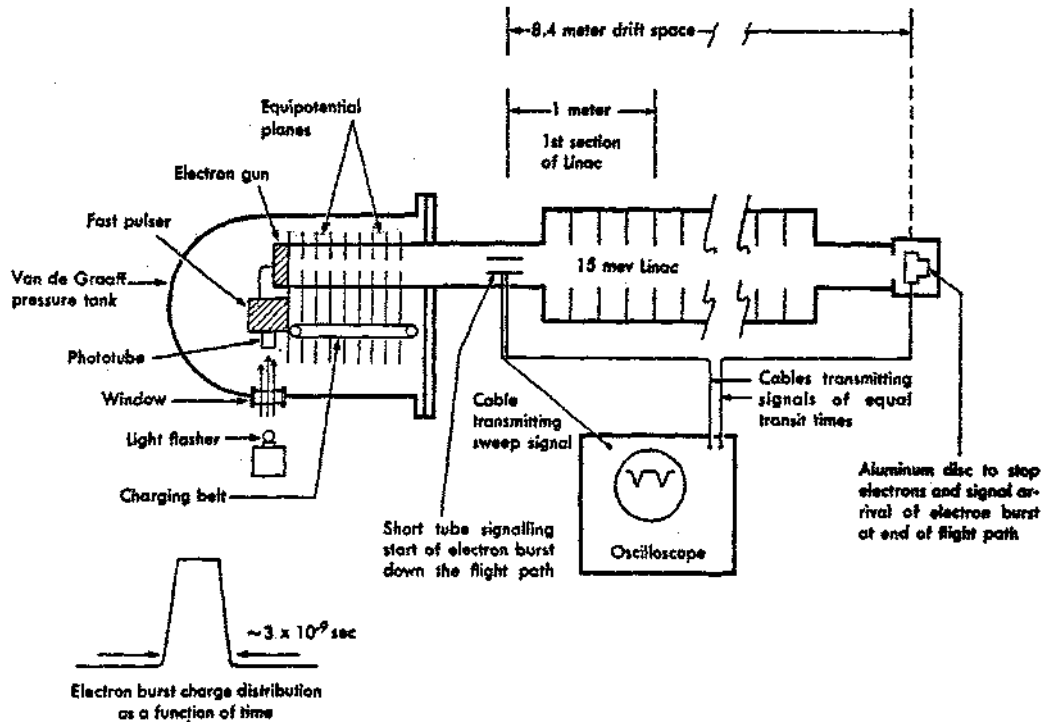 8.4 meter drift space
1 meter
1st section
of Linac
Equipotential
planes
Electron gun
Fast pulser
Van de Graaff
pressure tank
15 mev Linac
Phototube
Window
Light flasher
Charging belt
Cable
transmitting
sweep signal
Cables transmitting
signals of equal
transit times
Short tube signalling
start of electron burst
down the flight path
Oscilloscope
Aluminum disc to stop
electrons and signal ar-
rival of electron burst
at end of flight path
~3 x 10⁻⁹ sec
Electron burst charge distribution
as a function of time